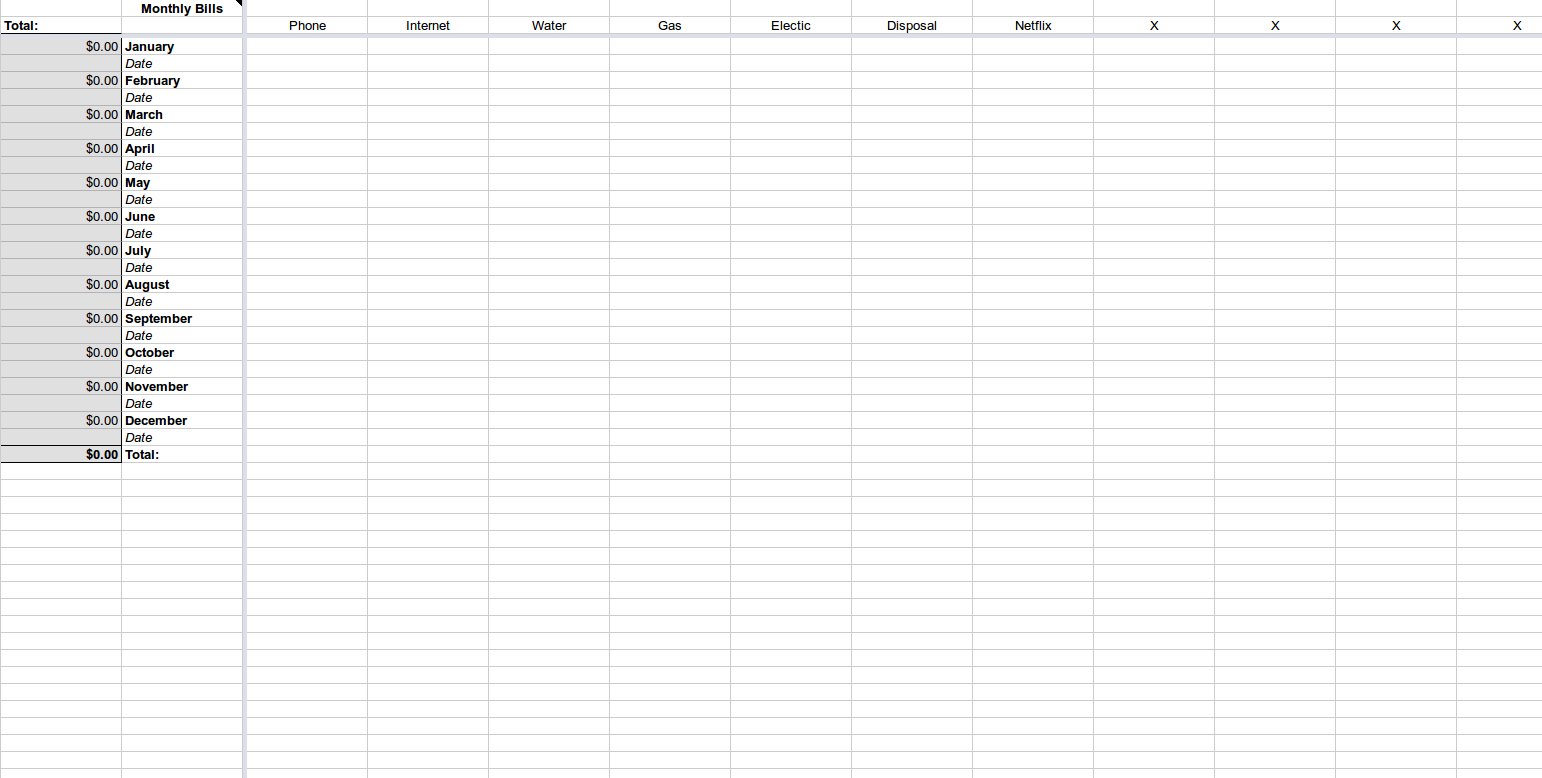 Monthly Bills
Total: Phone Internet Water Gas Electic Disposal Netflix X X X X
$0.00 January
Date
$0.00 February
Date
$0.00 March
Date
$0.00 April
Date
$0.00 May
Date
$0.00 June
Date
$0.00 July
Date
$0.00 August
Date
$0.00 September
Date
$0.00 October
Date
$0.00 November
Date
$0.00 December
Date
$0.00 Total: